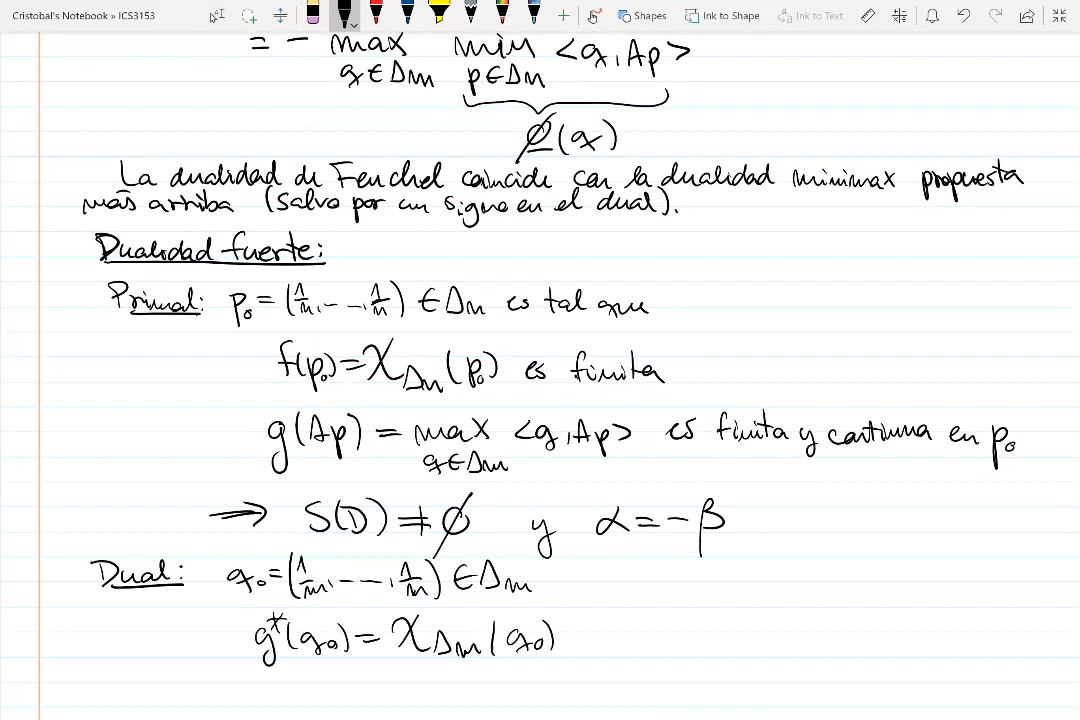 Cristobal's Notebook » ICS3153
Shapes Ink to Shape Ink to Text
= - max min <q, Ap>
q∈Δm p∈Δn
φ(q)
La dualidad de Fenchel coincide con la dualidad minimax propuesta
más arriba (Salvo por un signo en el dual).
Dualidad fuerte:
Primal: p₀ = (1/n, - -, 1/n) ∈ Δn es tal que
f(p₀) = χ_Δn (p₀) es finita
g(Ap) = max <q, Ap> es finita y continua en p₀
q∈Δm
⇒ S(D) ≠ ∅ y α = -β
Dual: q₀ = (1/m, - - -, 1/m) ∈ Δm
g*(q₀) = χ_Δm (q₀)